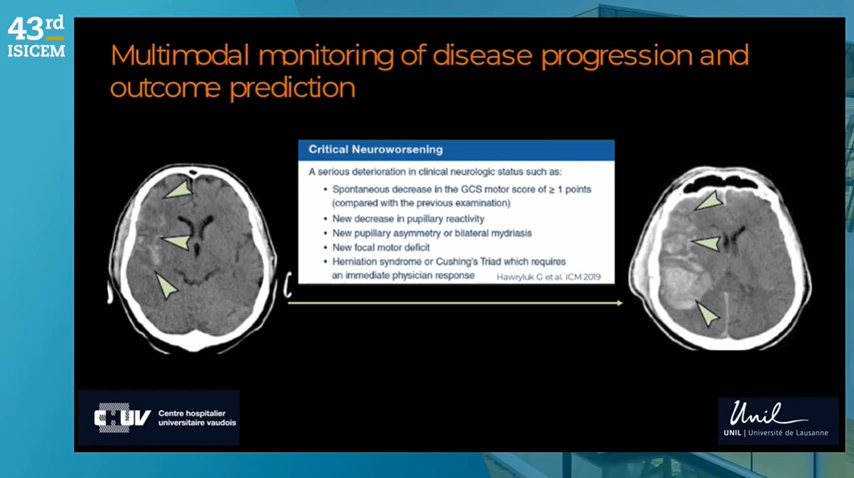 43rd
ISICEM
Multimodal monitoring of disease progression and
outcome prediction
Critical Neuroworsening
A serious deterioration in clinical neurologic status such as:
• Spontaneous decrease in the GCS motor score of ≥ 1 points
(compared with the previous examination)
• New decrease in pupillary reactivity
• New pupillary asymmetry or bilateral mydriasis
• New focal motor deficit
• Herniation syndrome or Cushing's Triad which requires
an immediate physician response
Hawryluk G et al. ICM 2019
CHUV
Centre hospitalier
universitaire vaudois
Unil
UNIL | Université de Lausanne